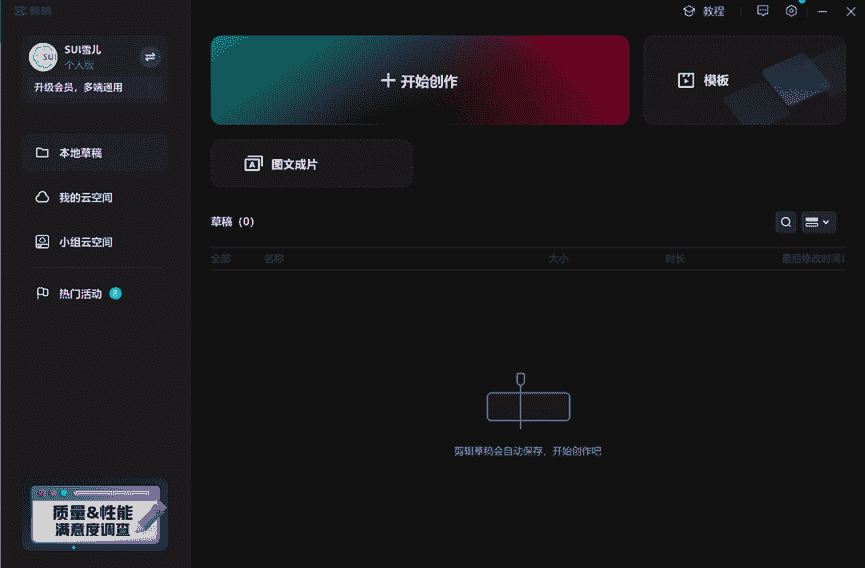 教程
SUI雪儿
个人版
升级会员，多端通用
开始创作
模板
本地草稿
图文成片
我的云空间
草稿（0）
小组云空间
全部 名称 大小 时长 最后修改时间
热门活动 8
剪辑草稿会自动保存，开始创作吧
质量&性能
满意度调查